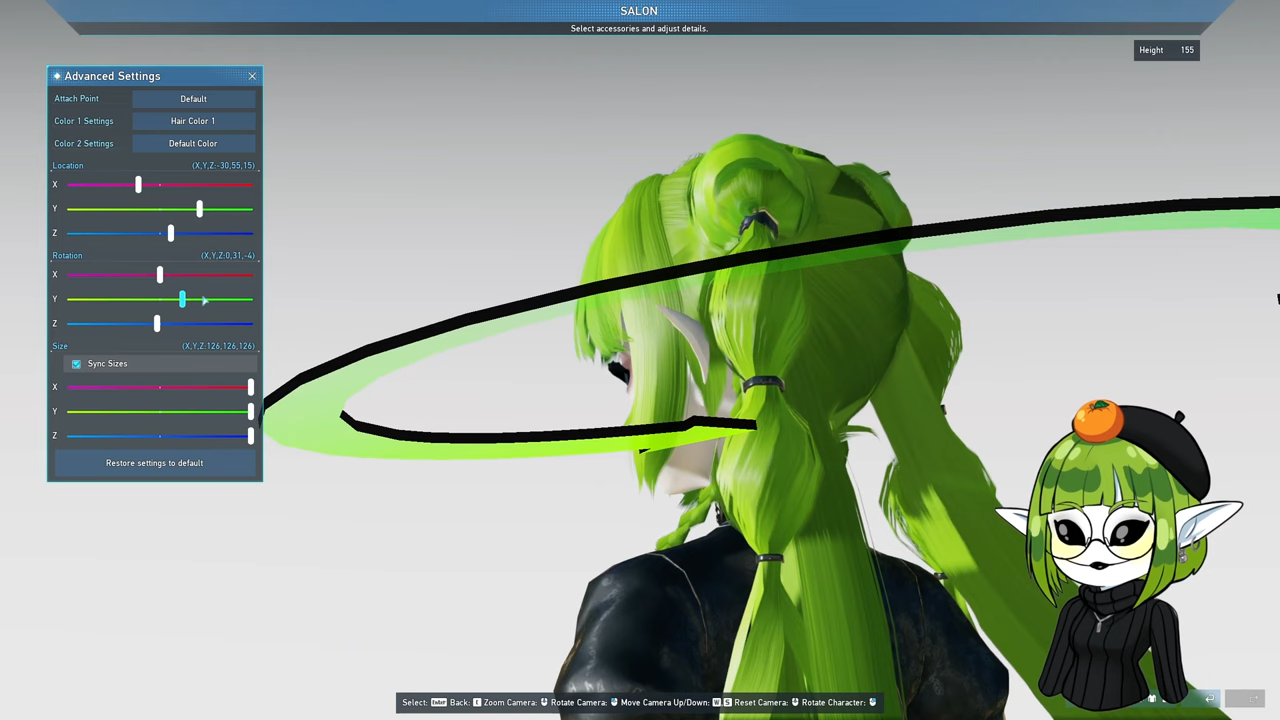 SALON
Select accessories and adjust details.
Height 155
Advanced Settings
Attach Point Default
Color 1 Settings Hair Color 1
Color 2 Settings Default Color
Location (X,Y,Z:-30,55,15)
X
Y
Z
Rotation (X,Y,Z:0,31,-4)
X
Y
Z
Size (X,Y,Z:126,126,126)
Sync Sizes
X
Y
Z
Restore settings to default
Select: Enter Back: E Zoom Camera: Rotate Camera: Move Camera Up/Down: W S Reset Camera: Rotate Character: